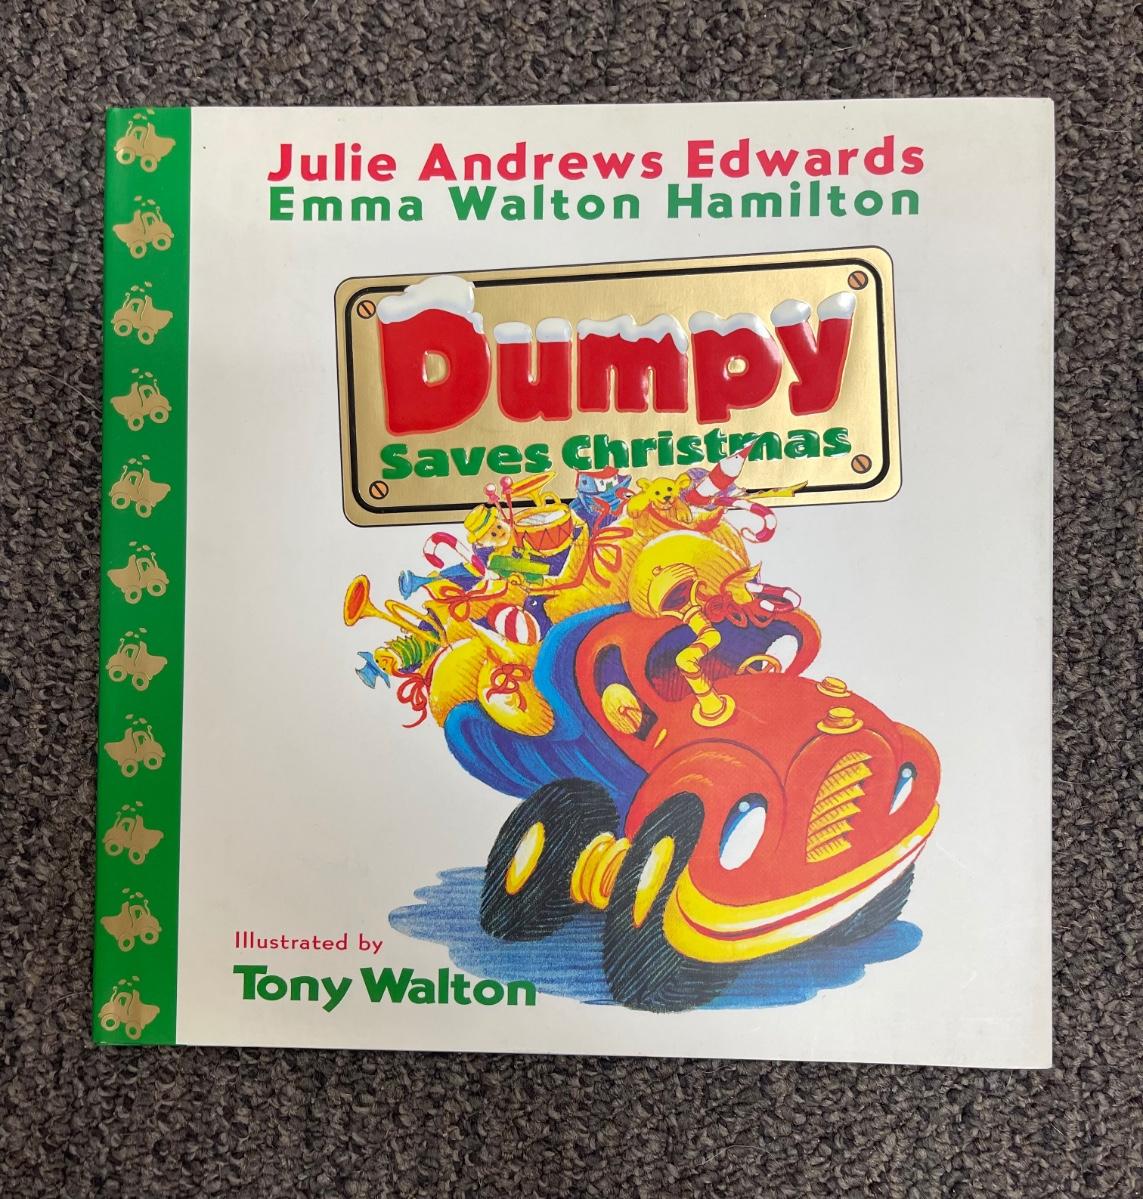 Julie Andrews Edwards
Emma Walton Hamilton
Dumpy
Saves Christmas
Illustrated by
Tony Walton